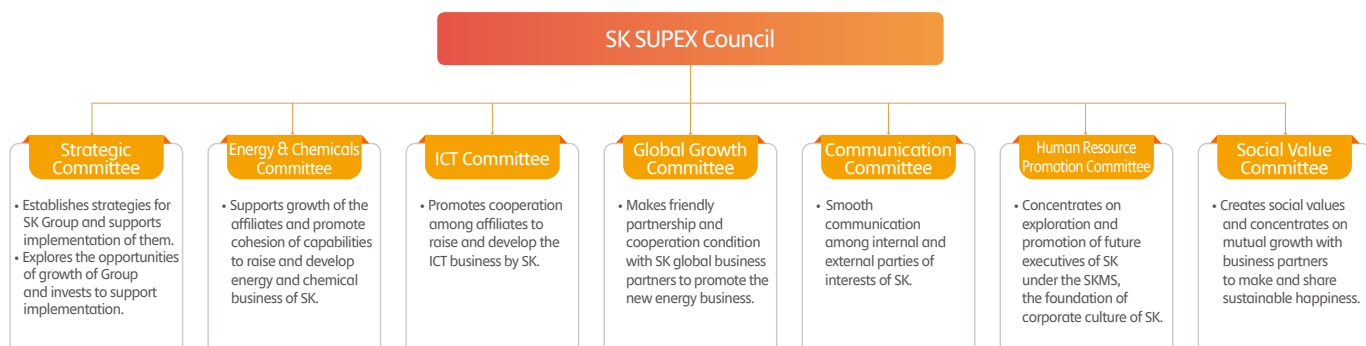 SK SUPEX Council
Strategic
Committee
• Establishes strategies for
SK Group and supports
implementation of them.
• Explores the opportunities
of growth of Group
and invests to support
implementation.
Energy & Chemicals
Committee
• Supports growth of the
affiliates and promote
cohesion of capabilities
to raise and develop
energy and chemical
business of SK.
ICT Committee
• Promotes cooperation
among affiliates to
raise and develop the
ICT business by SK.
Global Growth
Committee
• Makes friendly
partnership and
cooperation condition
with SK global business
partners to promote the
new energy business.
Communication
Committee
• Smooth
communication
among internal and
external parties of
interests of SK.
Human Resource
Promotion Committee
• Concentrates on
exploration and
promotion of future
executives of SK
under the SKMS,
the foundation of
corporate culture of SK.
Social Value
Committee
• Creates social values
and concentrates on
mutual growth with
business partners
to make and share
sustainable happiness.